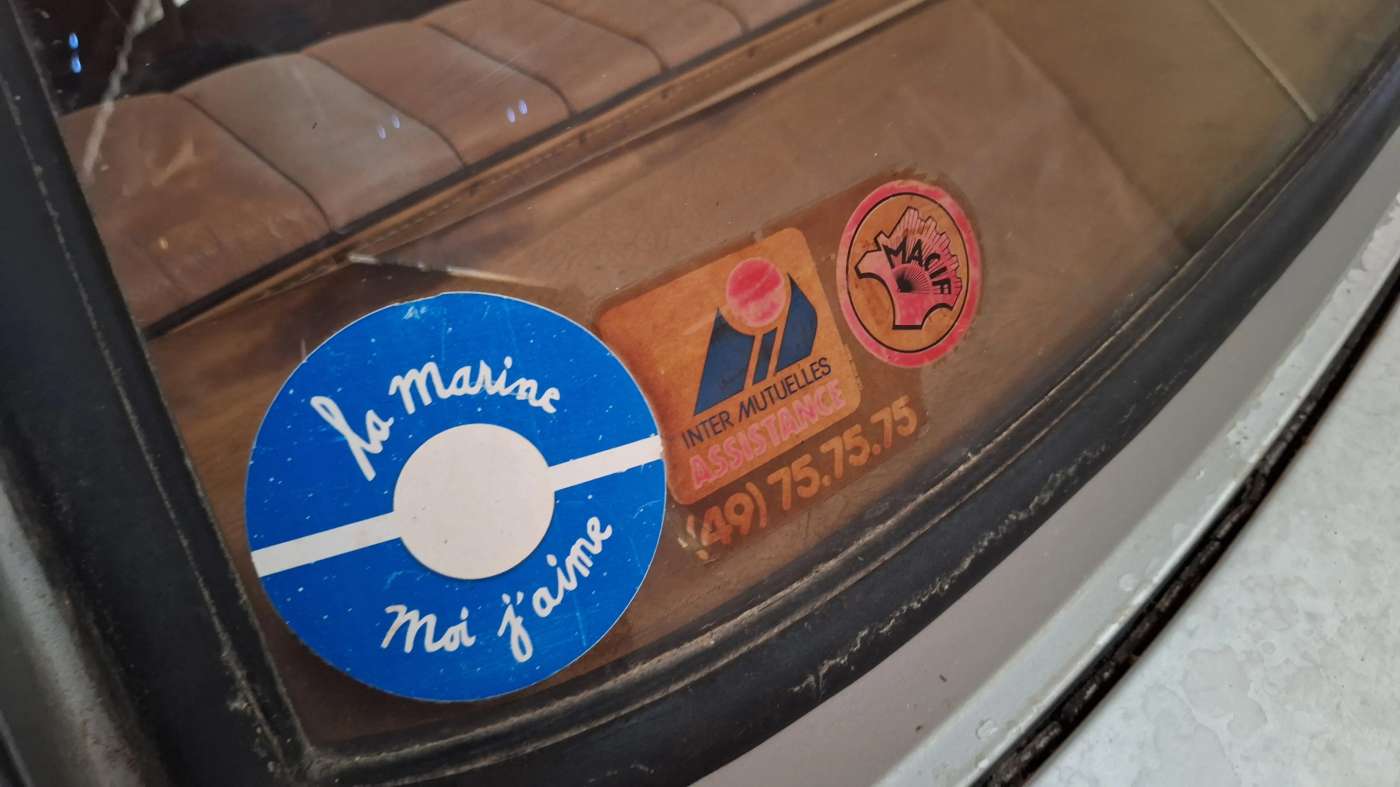 la marine
Moi j'aime
INTER MUTUELLES
ASSISTANCE
(49) 75.75.75
MACIF